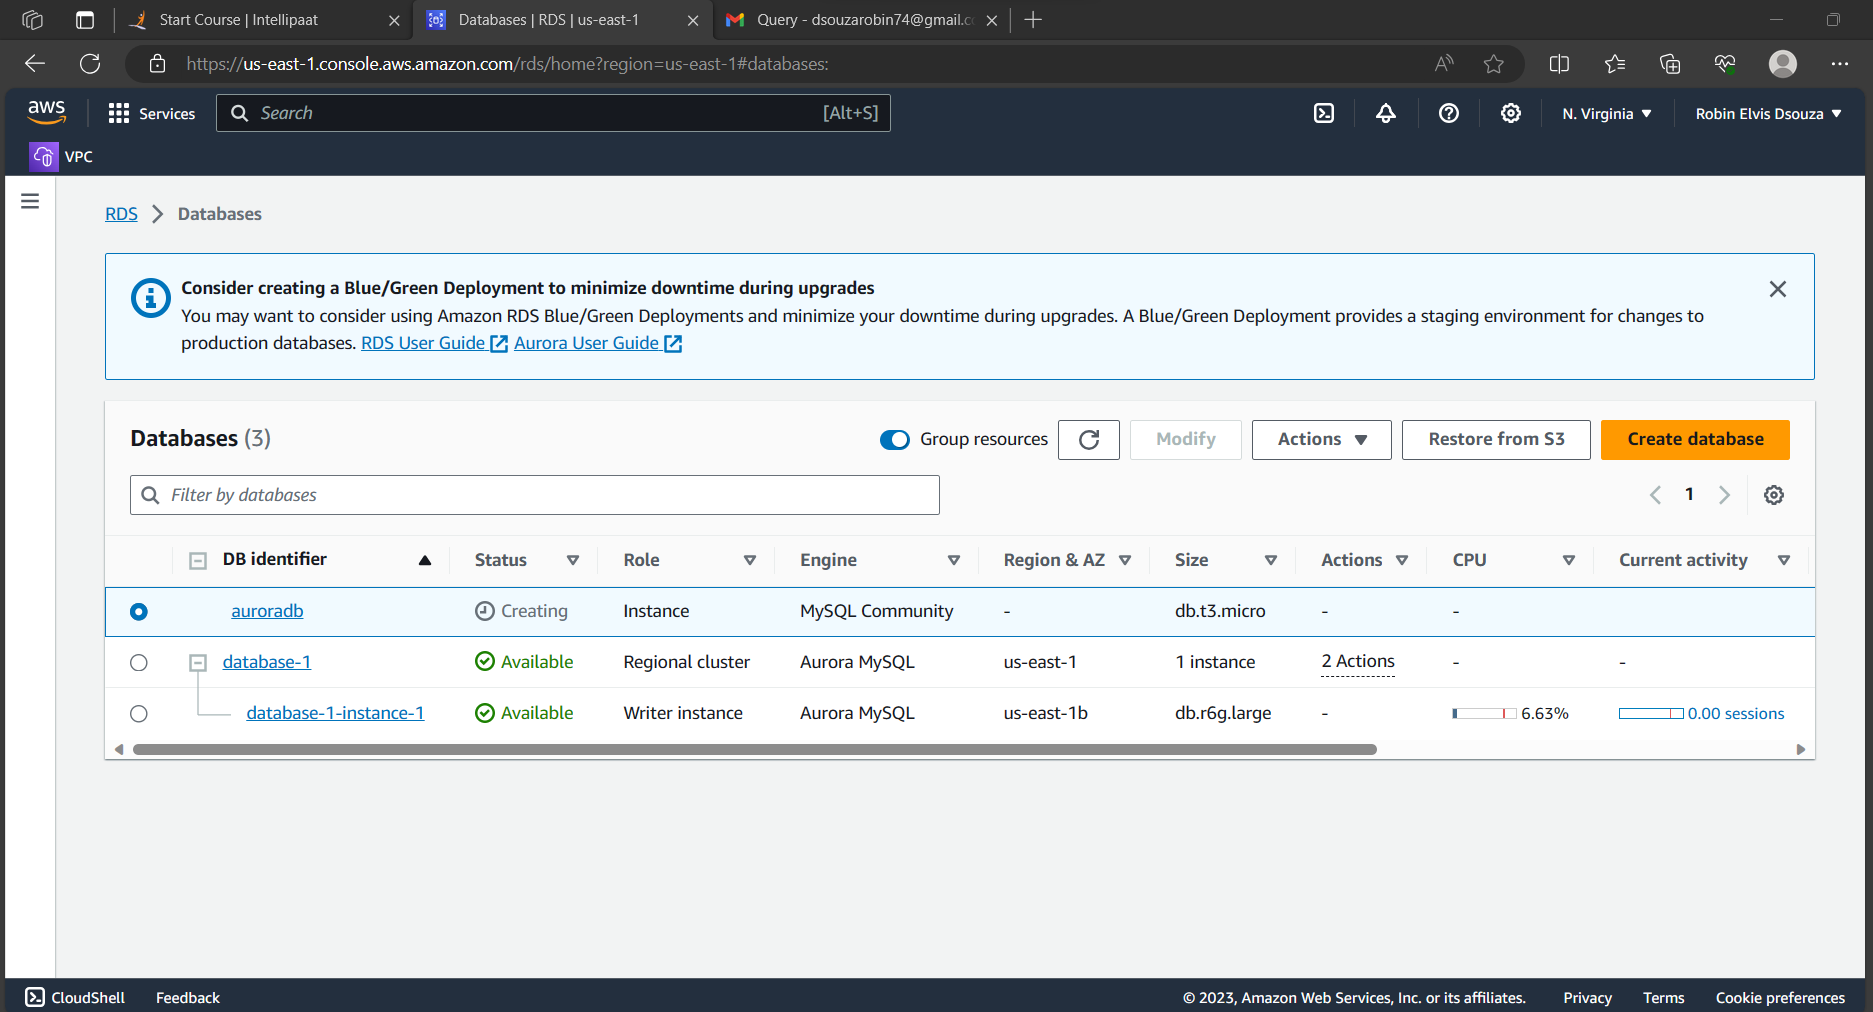 Start Course | Intellipaat
Databases | RDS | us-east-1
Query - dsouzarobin74@gmail.c
https://us-east-1.console.aws.amazon.com/rds/home?region=us-east-1#databases:
aws
Services
Search
[Alt+S]
N. Virginia
Robin Elvis Dsouza
VPC
RDS
Databases
Consider creating a Blue/Green Deployment to minimize downtime during upgrades
You may want to consider using Amazon RDS Blue/Green Deployments and minimize your downtime during upgrades. A Blue/Green Deployment provides a staging environment for changes to
production databases. RDS User Guide Aurora User Guide
Databases (3)
Group resources
Modify
Actions
Restore from S3
Create database
Filter by databases
1
DB identifier Status Role Engine Region & AZ Size Actions CPU Current activity
auroradb Creating Instance MySQL Community - db.t3.micro - -
database-1 Available Regional cluster Aurora MySQL us-east-1 1 instance 2 Actions - -
database-1-instance-1 Available Writer instance Aurora MySQL us-east-1b db.r6g.large - 6.63% 0.00 sessions
CloudShell
Feedback
© 2023, Amazon Web Services, Inc. or its affiliates.
Privacy
Terms
Cookie preferences